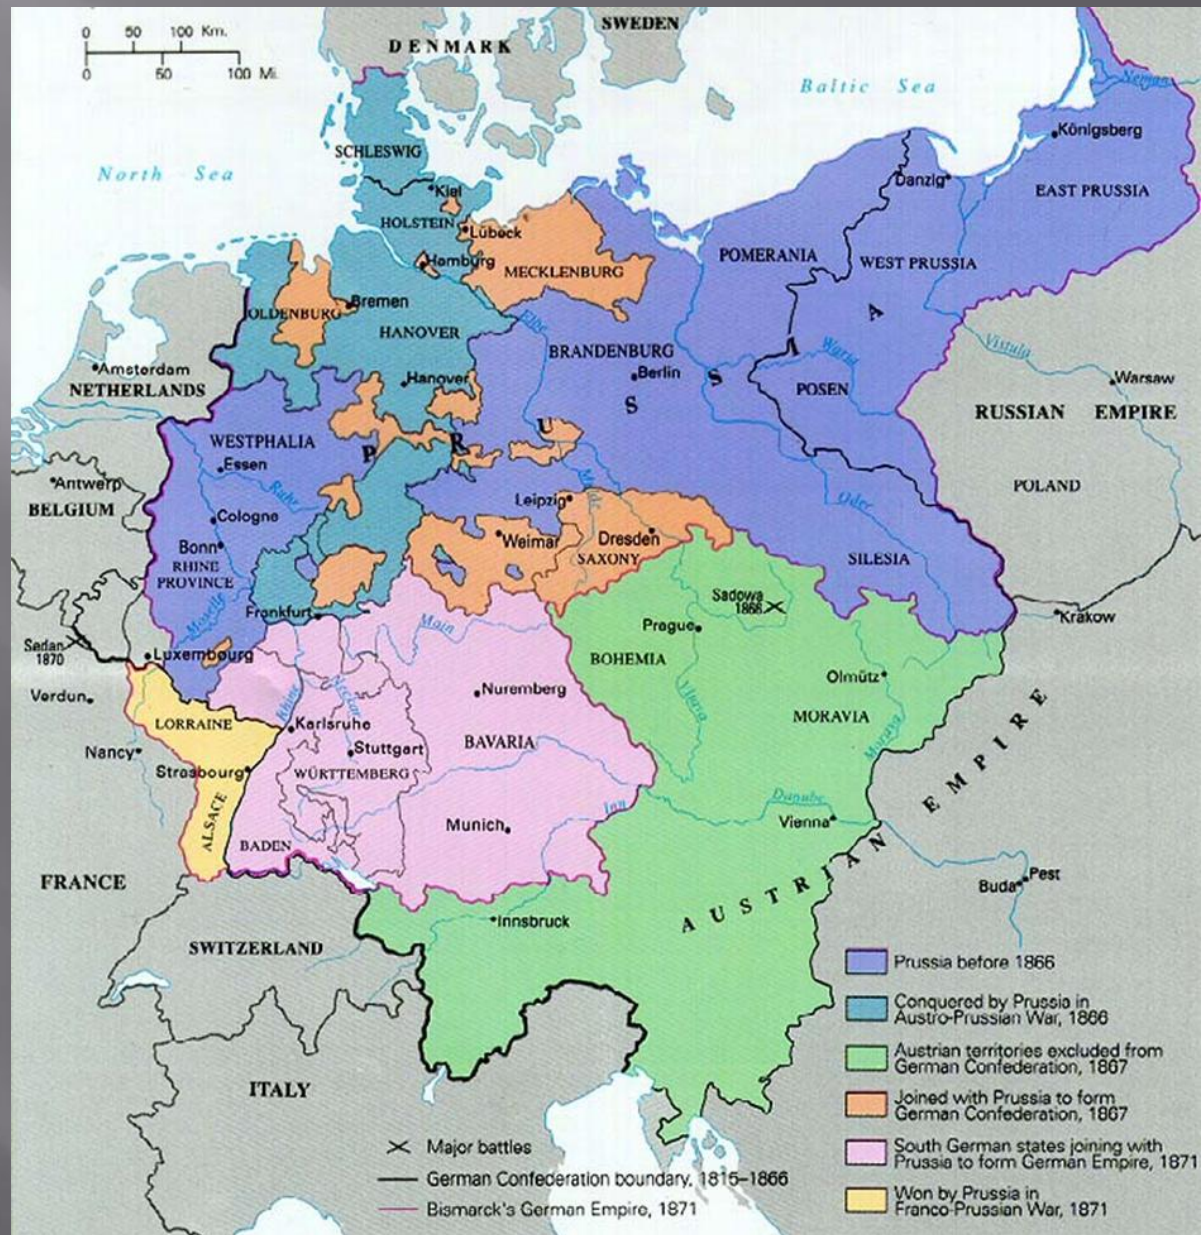 0 50 100 Km.
0 50 100 Mi.
SWEDEN
DENMARK
Baltic Sea
North Sea
Neman
Königsberg
EAST PRUSSIA
Danzig
SCHLESWIG
Kiel
HOLSTEIN
Lübeck
Hamburg
MECKLENBURG
POMERANIA
WEST PRUSSIA
OLDENBURG
Bremen
HANOVER
Elbe
BRANDENBURG
Berlin
Warta
Vistula
Amsterdam
NETHERLANDS
Hanover
POSEN
Warsaw
RUSSIAN EMPIRE
PRUSSIA
WESTPHALIA
Essen
Ruhr
Antwerp
BELGIUM
Cologne
Leipzig
Mulde
Oder
POLAND
Bonn
RHINE
PROVINCE
Weimar
Dresden
SAXONY
SILESIA
Moselle
Frankfurt
Main
Sadowa
1866
Prague
Krakow
Sedan
1870
Luxembourg
BOHEMIA
Olmütz
Verdun
Rhine
Neckar
Nuremberg
Vltava
MORAVIA
Morava
LORRAINE
Karlsruhe
Nancy
Stuttgart
BAVARIA
Strasbourg
WÜRTTEMBERG
ALSACE
Inn
Danube
Munich
Vienna
BADEN
AUSTRIAN EMPIRE
FRANCE
Buda
Pest
Innsbruck
SWITZERLAND
ITALY
Prussia before 1866
Conquered by Prussia in
Austro-Prussian War, 1866
Austrian territories excluded from
German Confederation, 1867
Joined with Prussia to form
German Confederation, 1867
South German states joining with
Prussia to form German Empire, 1871
Won by Prussia in
Franco-Prussian War, 1871
Major battles
German Confederation boundary, 1815–1866
Bismarck's German Empire, 1871